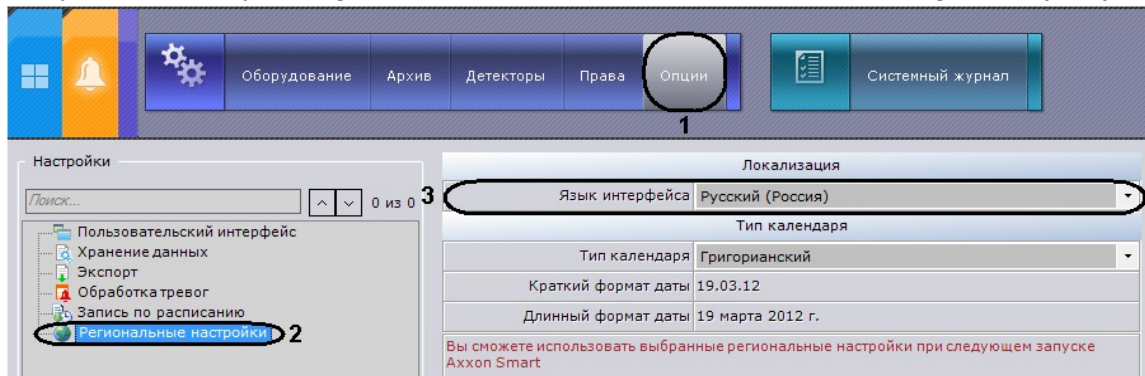 Оборудование Архив Детекторы Права Опции Системный журнал
1
Настройки
Поиск... 0 из 0
Пользовательский интерфейс
Хранение данных
Экспорт
Обработка тревог
Запись по расписанию
Региональные настройки 2
Локализация
3 Язык интерфейса Русский (Россия)
Тип календаря
Тип календаря Григорианский
Краткий формат даты 19.03.12
Длинный формат даты 19 марта 2012 г.
Вы сможете использовать выбранные региональные настройки при следующем запуске
Axxon Smart